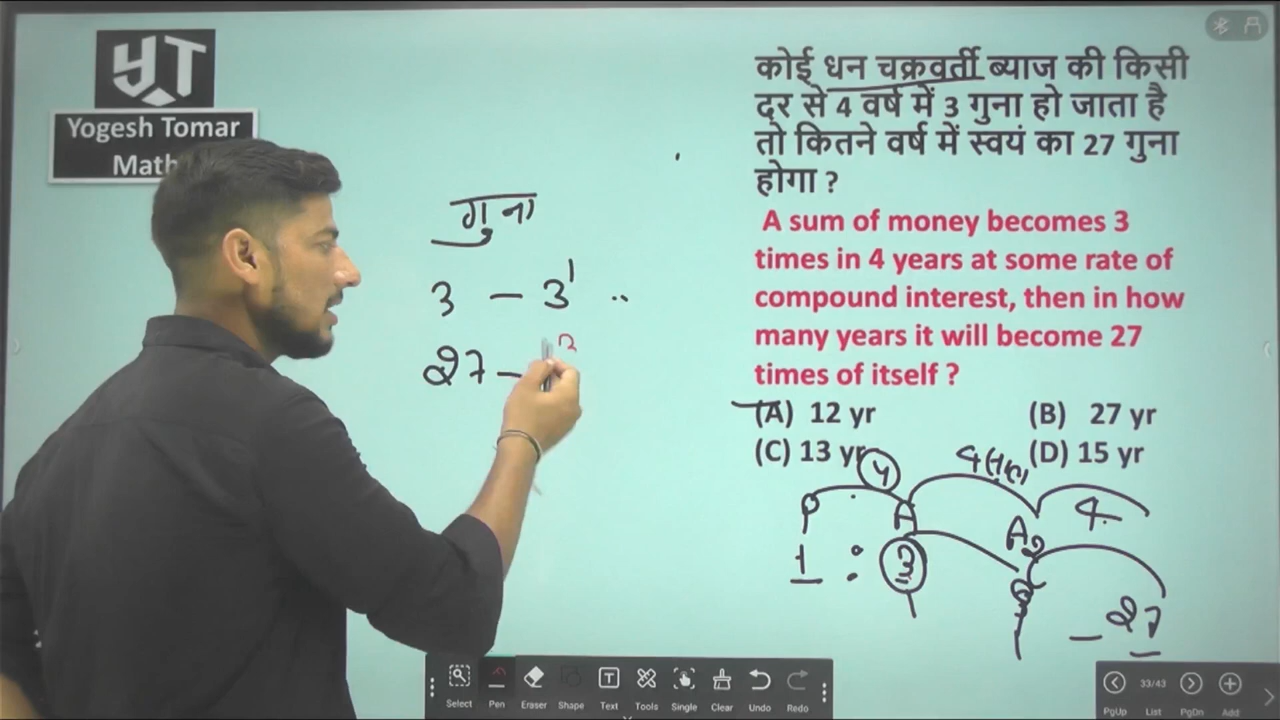 YT
Yogesh Tomar
Math
कोई धन चक्रवर्ती ब्याज की किसी
दर से 4 वर्ष में 3 गुना हो जाता है
तो कितने वर्ष में स्वयं का 27 गुना
होगा ?
A sum of money becomes 3
times in 4 years at some rate of
compound interest, then in how
many years it will become 27
times of itself ?
(A) 12 yr (B) 27 yr
(C) 13 yr (D) 15 yr
गुना
3 – 3¹
27 –
P 4 A A₂ 4
1 : 3 9 – 27
Select Pen Eraser Shape Text Tools Single Clear Undo Redo
33/43
PgUp List PgDn Add